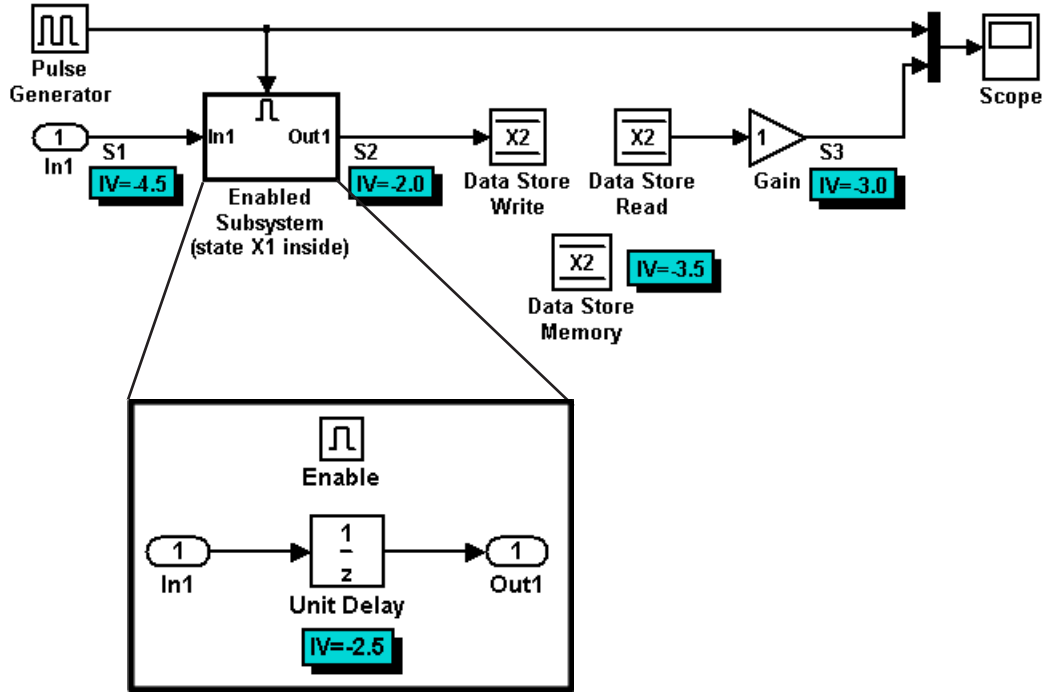 Pulse
Generator
Scope
1
In1
S1
IV=-4.5
In1
Out1
Enabled
Subsystem
(state X1 inside)
S2
IV=-2.0
X2
Data Store
Write
X2
Data Store
Read
1
Gain
S3
IV=-3.0
X2
Data Store
Memory
IV=-3.5
Enable
1
In1
1
z
Unit Delay
IV=-2.5
1
Out1